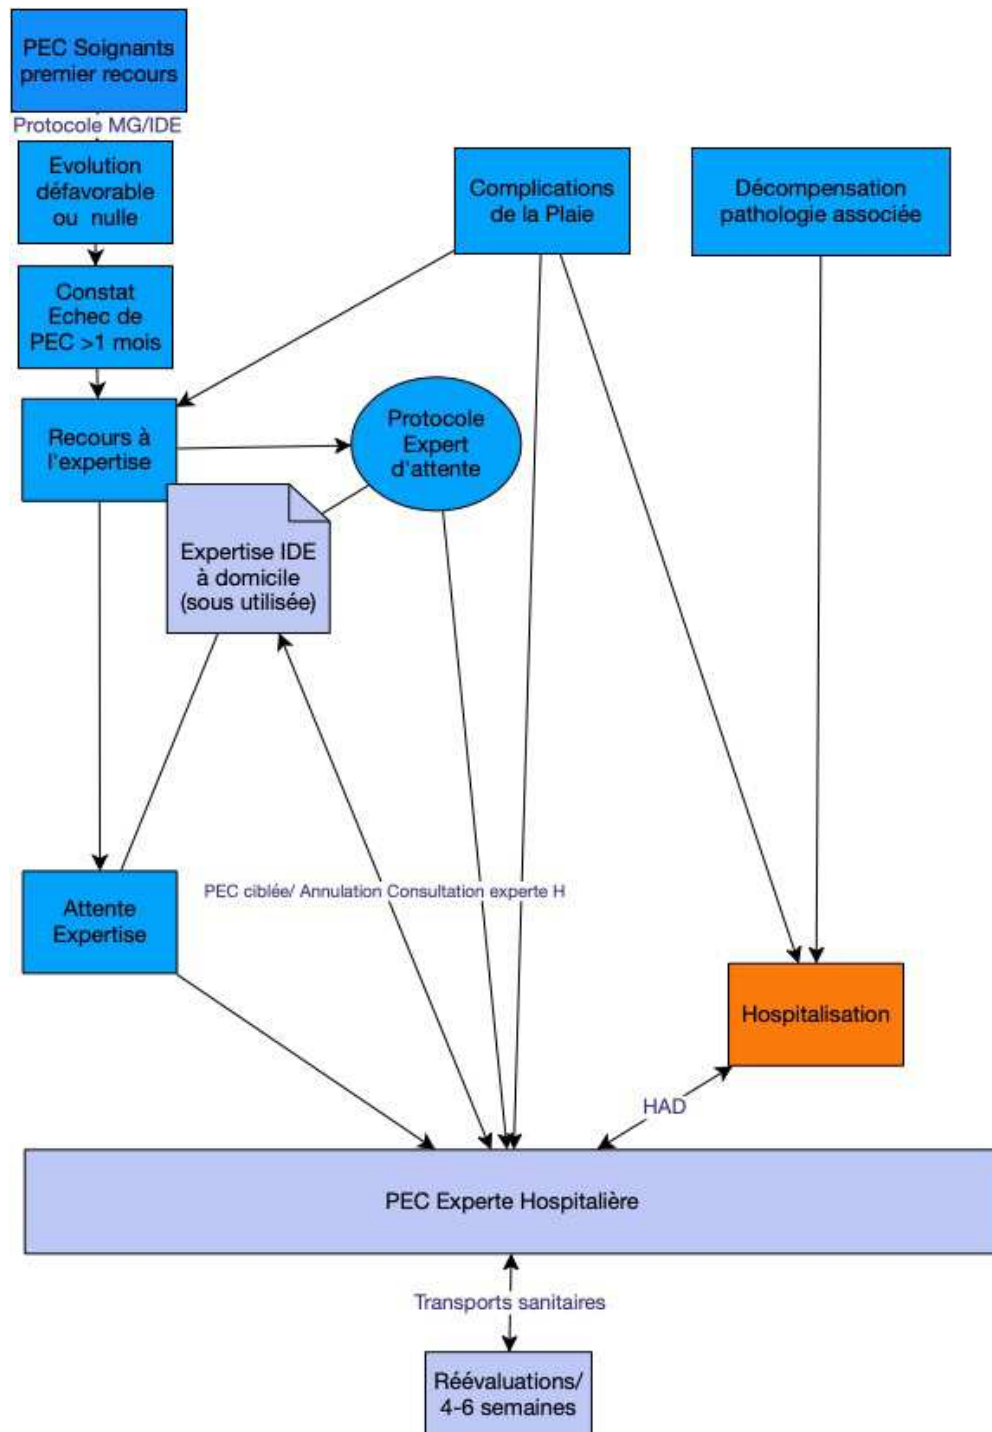 PEC Soignants
premier recours
Protocole MG/IDE
Evolution
défavorable
ou nulle
Complications
de la Plaie
Décompensation
pathologie associée
Constat
Echec de
PEC >1 mois
Recours à
l'expertise
Protocole
Expert
d'attente
Expertise IDE
à domicile
(sous utilisée)
PEC ciblée/ Annulation Consultation experte H
Attente
Expertise
Hospitalisation
HAD
PEC Experte Hospitalière
Transports sanitaires
Réévaluations/
4-6 semaines